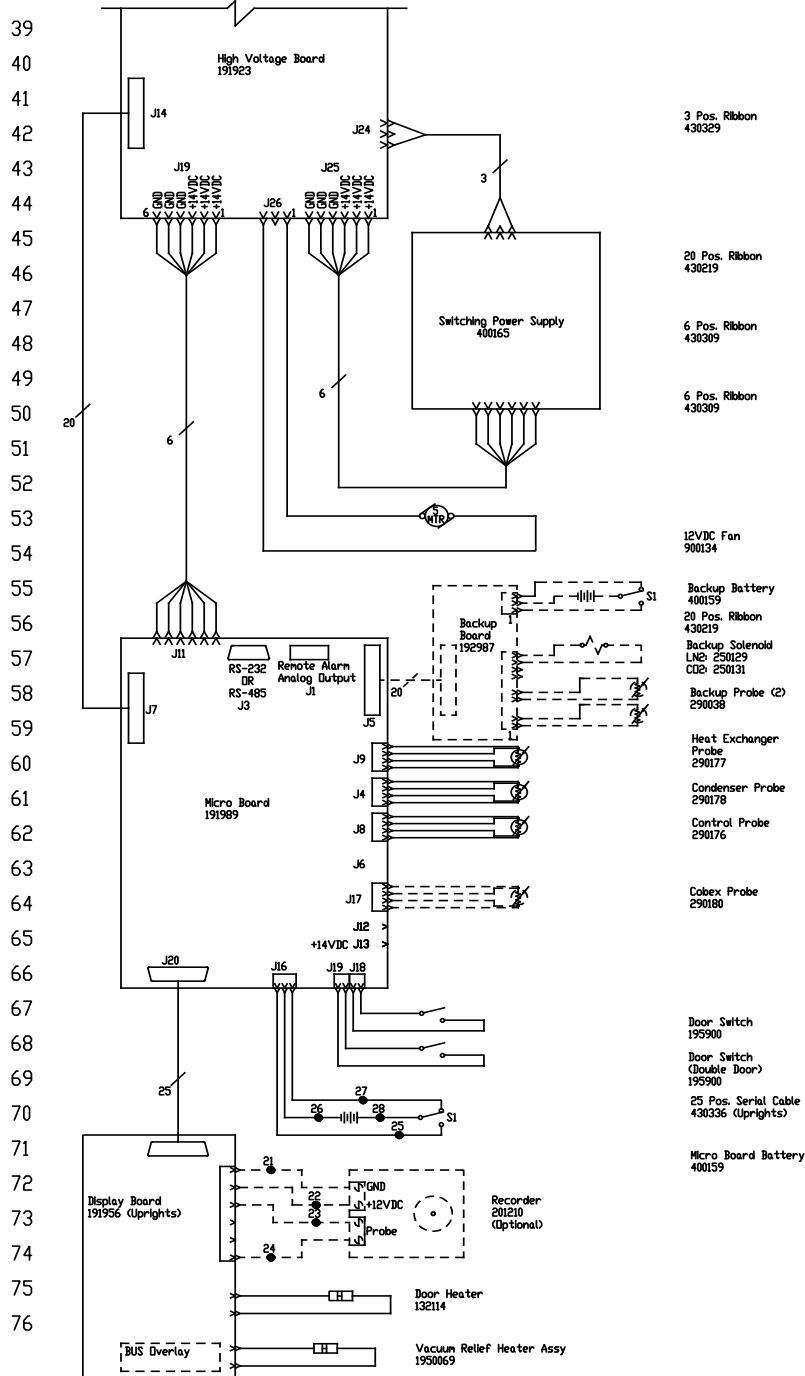 39
High Voltage Board
191923
40
41
J14
3 Pos. Ribbon
430329
42
J24
43
J19
J25
3
44
GND
GND
GND
+14VDC
+14VDC
+14VDC
J26
GND
GND
GND
+14VDC
+14VDC
+14VDC
6
1
1
1
45
20 Pos. Ribbon
430219
46
47
Switching Power Supply
400165
6 Pos. Ribbon
430309
48
49
6
6 Pos. Ribbon
430309
50
20
6
51
52
53
5
MTR
12VDC Fan
900134
54
55
Backup Battery
400159
S1
56
Backup
Board
192987
1
20 Pos. Ribbon
430219
57
J11
RS-232
OR
RS-485
J3
Remote Alarm
Analog Output
J1
Backup Solenoid
LN2: 250129
CO2: 250131
58
J7
J5
20
Backup Probe (2)
290038
59
1
60
J9
Heat Exchanger
Probe
290177
61
Micro Board
191989
J4
Condenser Probe
290178
62
J8
Control Probe
290176
63
J6
64
J17
Cobex Probe
290180
65
J12
+14VDC J13
66
J20
J16
J19
J18
67
Door Switch
195900
68
Door Switch
(Double Door)
195900
69
25
27
25 Pos. Serial Cable
430336 (Uprights)
70
26
28
S1
71
25
Micro Board Battery
400159
72
21
GND
Display Board
191956 (Uprights)
22
+12VDC
Recorder
201210
(Optional)
73
23
Probe
74
24
75
Door Heater
132114
76
BUS Overlay
Vacuum Relief Heater Assy
1950069